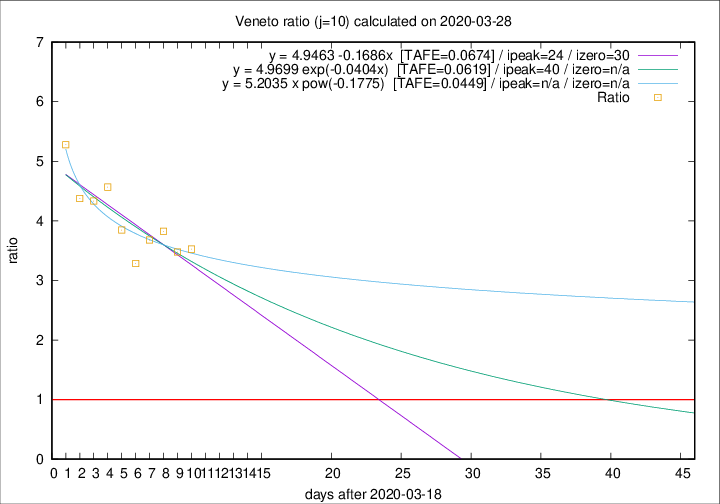 Veneto ratio (j=10) calculated on 2020-03-28
y = 4.9463 -0.1686x [TAFE=0.0674] / ipeak=24 / izero=30
y = 4.9699 exp(-0.0404x) [TAFE=0.0619] / ipeak=40 / izero=n/a
y = 5.2035 x pow(-0.1775) [TAFE=0.0449] / ipeak=n/a / izero=n/a
Ratio
7
6
5
4
3
2
1
0
ratio
0 1 2 3 4 5 6 7 8 9 10 11 12 13 14 15 20 25 30 35 40 45
days after 2020-03-18